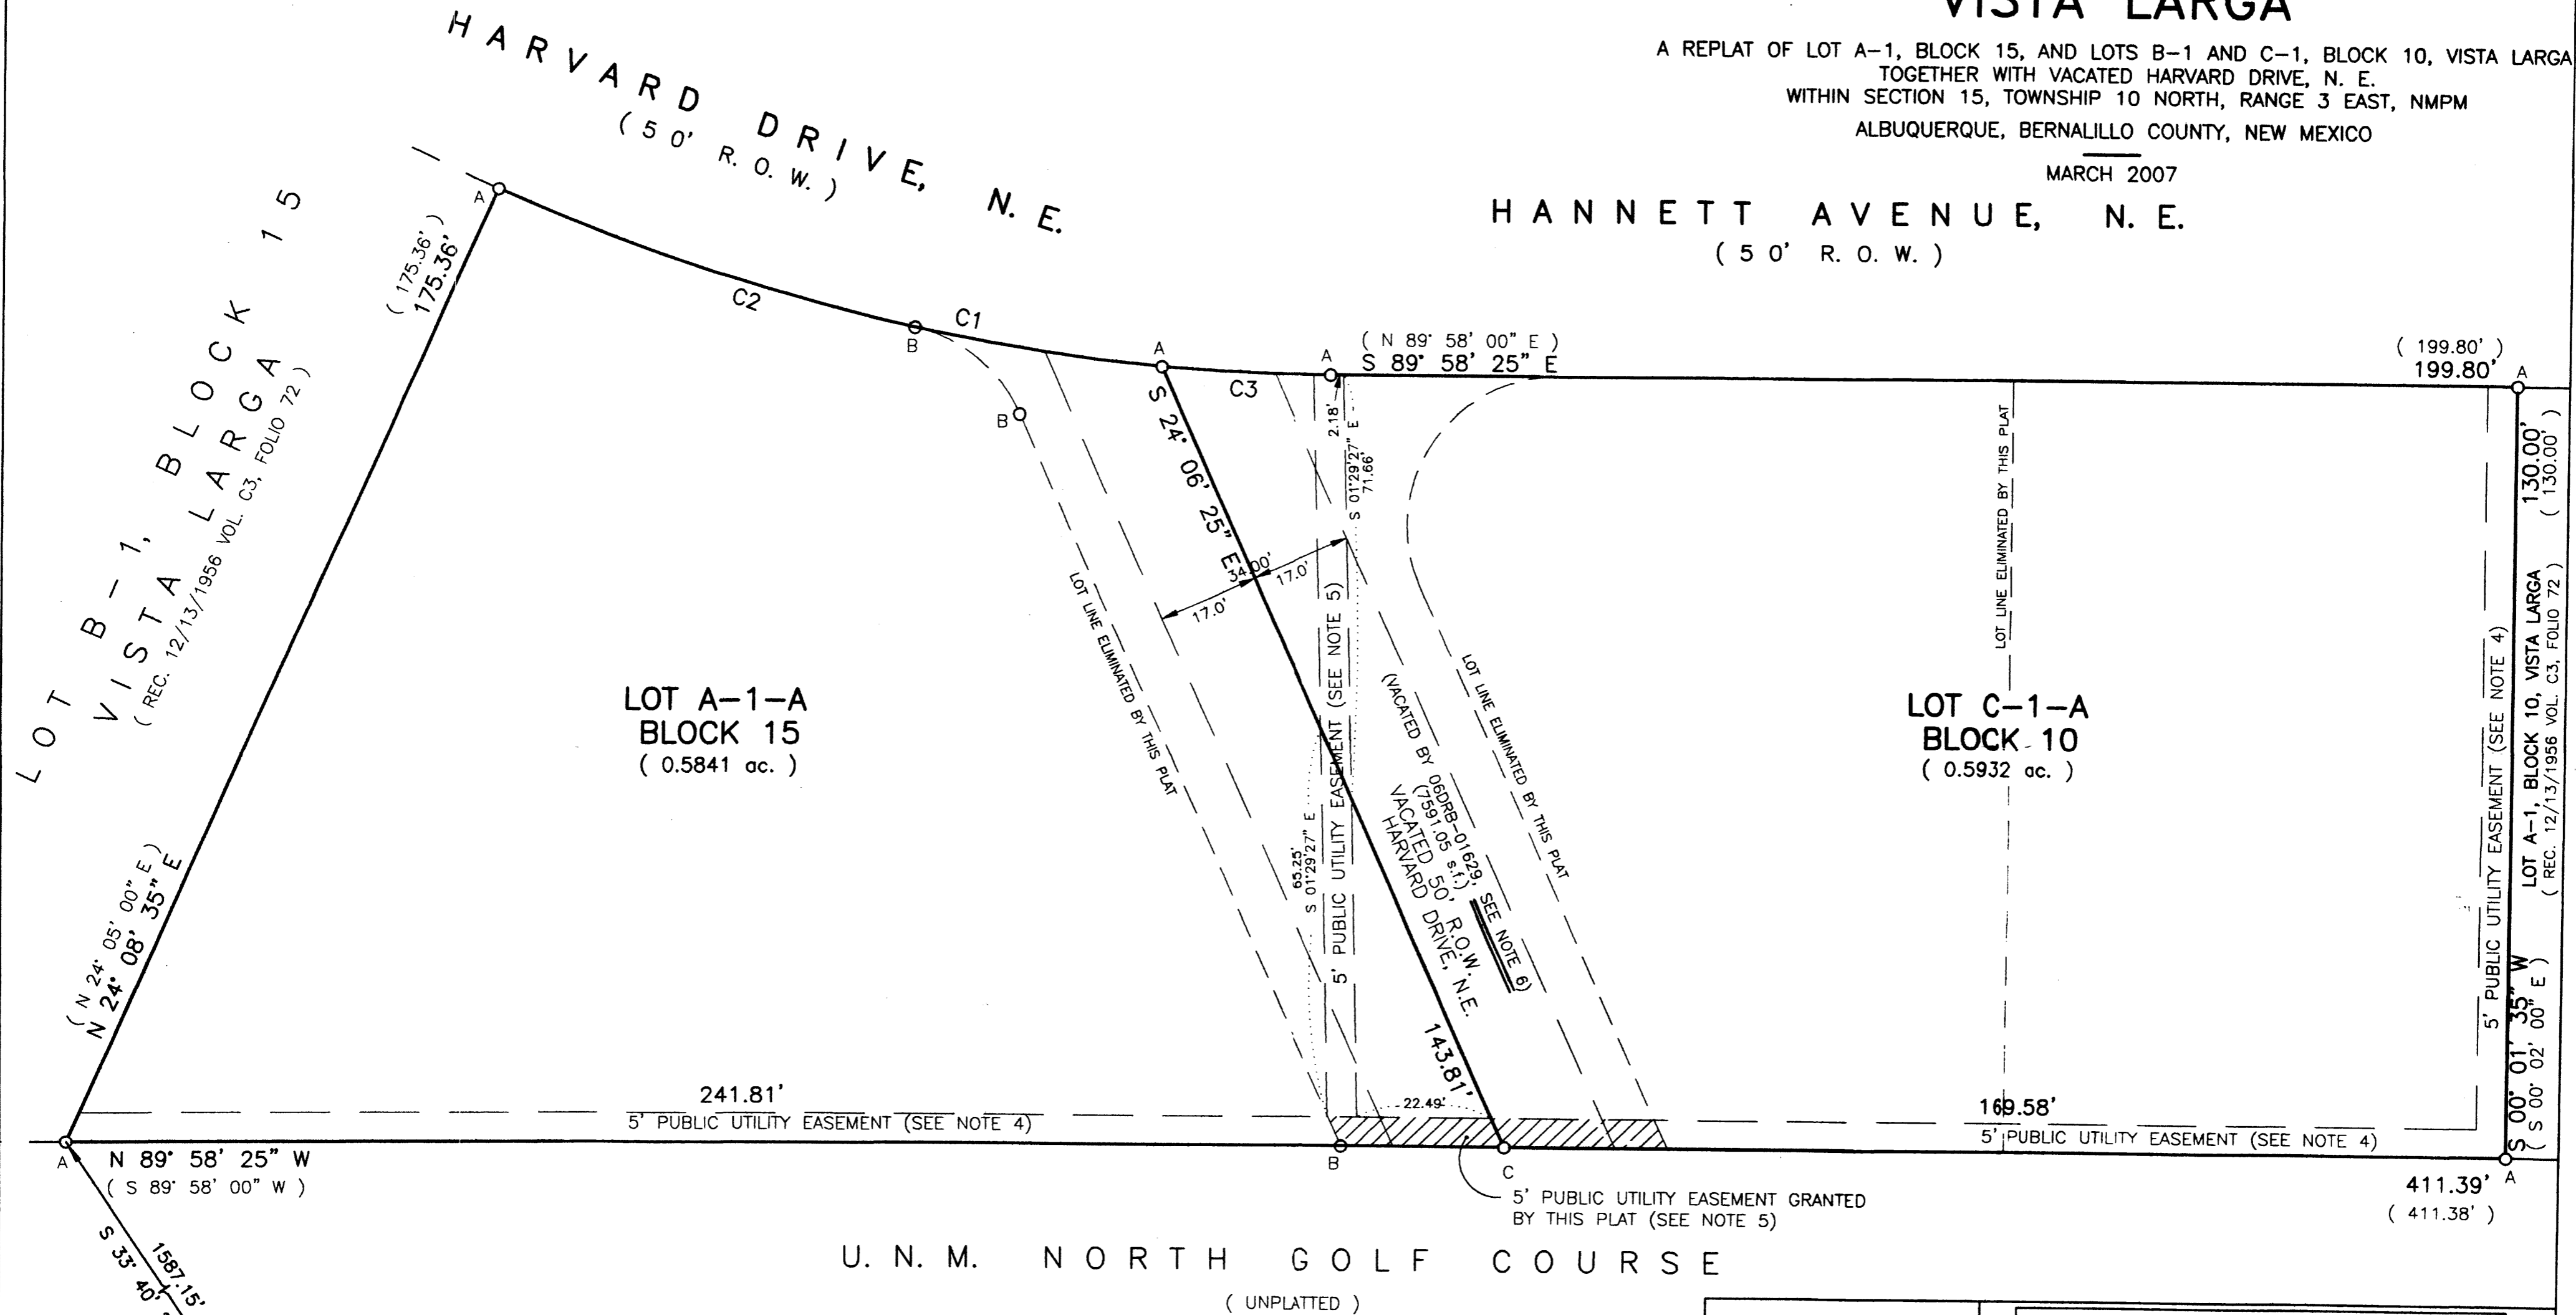 VISTA LARGA
A REPLAT OF LOT A-1, BLOCK 15, AND LOTS B-1 AND C-1, BLOCK 10, VISTA LARGA
TOGETHER WITH VACATED HARVARD DRIVE, N. E.
WITHIN SECTION 15, TOWNSHIP 10 NORTH, RANGE 3 EAST, NMPM
ALBUQUERQUE, BERNALILLO COUNTY, NEW MEXICO
MARCH 2007
HARVARD DRIVE, N. E.
( 50' R. O. W. )
HANNETT AVENUE, N. E.
( 50' R. O. W. )
LOT B-1, BLOCK 15
VISTA LARGA
( REC. 12/13/1956 VOL. C3, FOLIO 72 )
A
( 175.36' )
175.36'
C2
B
C1
B
A
C3
A
( N 89° 58' 00" E )
S 89° 58' 25" E
( 199.80' )
199.80'
A
S 24° 06' 25" E
2.18'
S 01°29'27" E
71.66'
34.00'
17.0'
17.0'
LOT LINE ELIMINATED BY THIS PLAT
5' PUBLIC UTILITY EASEMENT (SEE NOTE 5)
LOT LINE ELIMINATED BY THIS PLAT
LOT LINE ELIMINATED BY THIS PLAT
130.00'
( 130.00' )
LOT A-1-A
BLOCK 15
( 0.5841 ac. )
LOT C-1-A
BLOCK 10
( 0.5932 ac. )
(VACATED BY 06DRB-01629, SEE NOTE 6)
(7591.05 s.f.)
VACATED 50' R.O.W.
HARVARD DRIVE, N.E.
65.25'
S 01°29'27" E
5' PUBLIC UTILITY EASEMENT (SEE NOTE 4)
LOT A-1, BLOCK 10, VISTA LARGA
( REC. 12/13/1956 VOL. C3, FOLIO 72 )
S 00° 01' 35" W
( S 00° 02' 00" E )
( N 24° 05' 00" E )
N 24° 08' 35" E
143.81'
22.49'
241.81'
5' PUBLIC UTILITY EASEMENT (SEE NOTE 4)
169.58'
5' PUBLIC UTILITY EASEMENT (SEE NOTE 4)
A
N 89° 58' 25" W
( S 89° 58' 00" W )
B
C
5' PUBLIC UTILITY EASEMENT GRANTED
BY THIS PLAT (SEE NOTE 5)
411.39'
( 411.38' )
A
1587.15'
S 33° 40'
U. N. M. NORTH GOLF COURSE
( UNPLATTED )